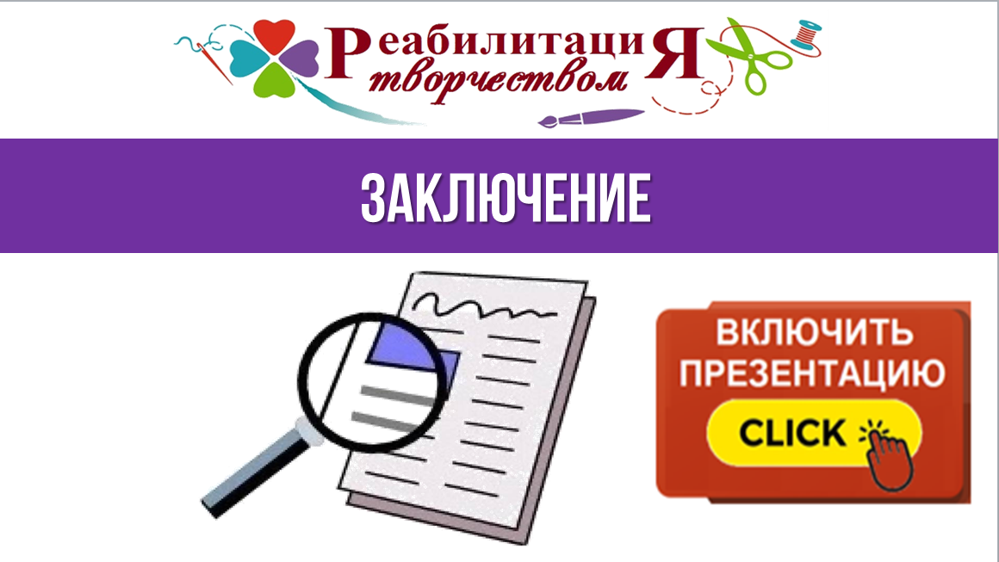 РеабилитациЯ
творчеством
ЗАКЛЮЧЕНИЕ
ВКЛЮЧИТЬ
ПРЕЗЕНТАЦИЮ
CLICK